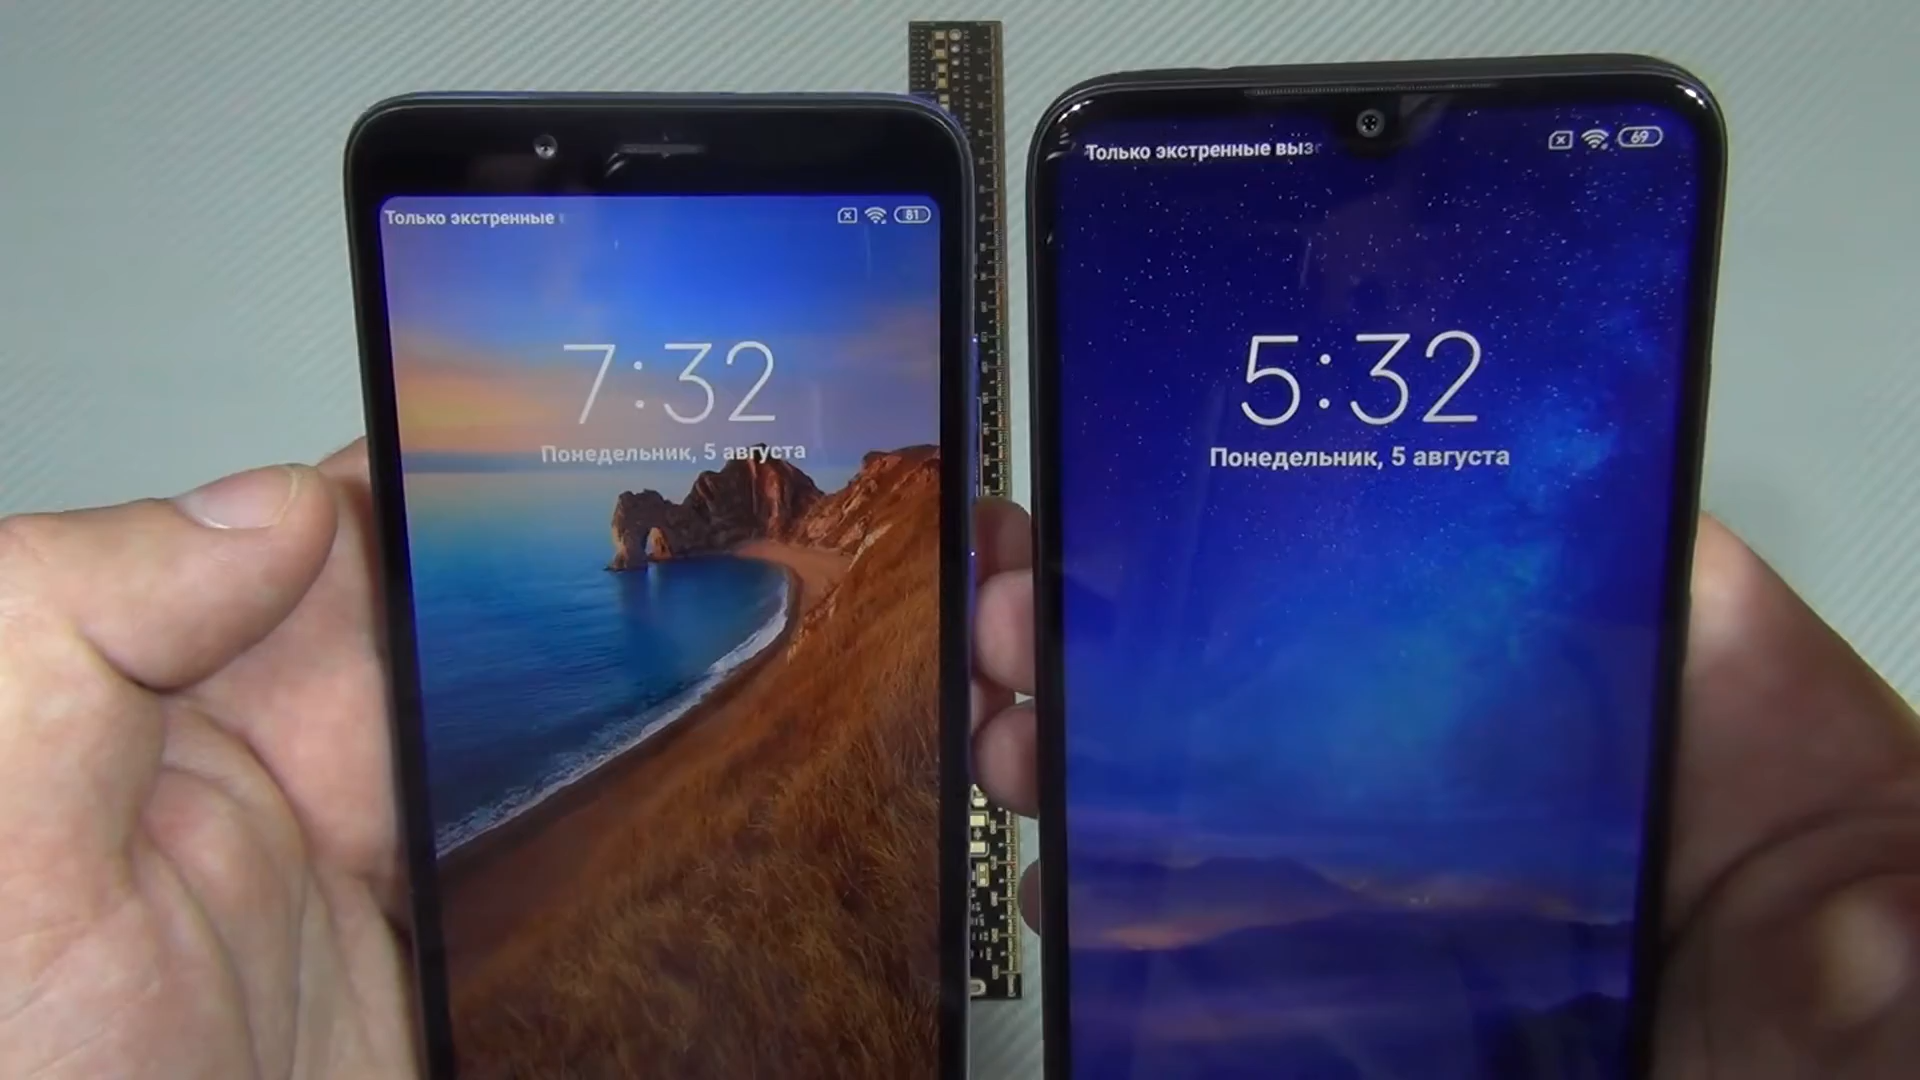 Только экстренные
81
7:32
Понедельник, 5 августа
Только экстренные выз
69
5:32
Понедельник, 5 августа